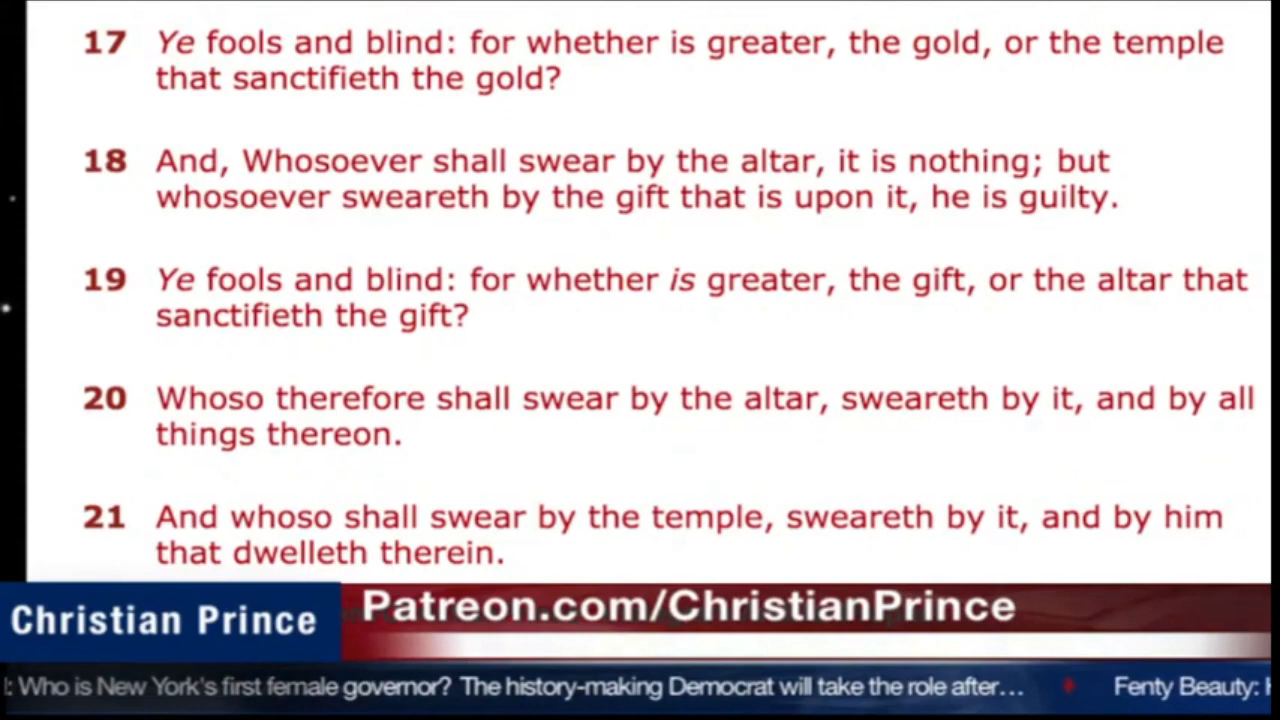 17 Ye fools and blind: for whether is greater, the gold, or the temple
that sanctifieth the gold?
18 And, Whosoever shall swear by the altar, it is nothing; but
whosoever sweareth by the gift that is upon it, he is guilty.
19 Ye fools and blind: for whether is greater, the gift, or the altar that
sanctifieth the gift?
20 Whoso therefore shall swear by the altar, sweareth by it, and by all
things thereon.
21 And whoso shall swear by the temple, sweareth by it, and by him
that dwelleth therein.
Christian Prince
Patreon.com/ChristianPrince
: Who is New York's first female governor? The history-making Democrat will take the role after... Fenty Beauty: